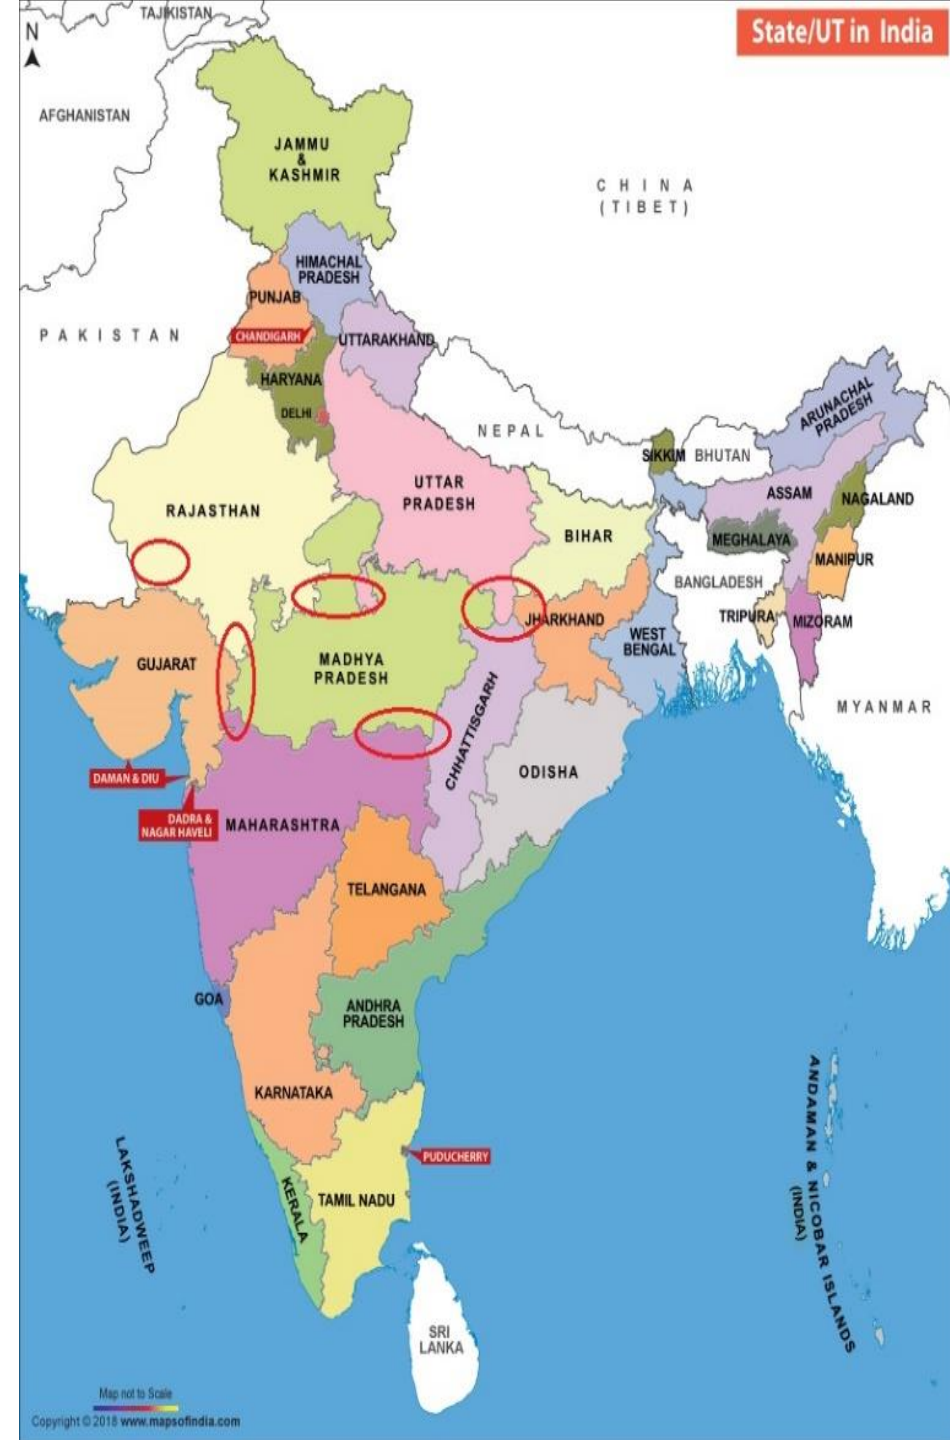 TAJIKISTAN
State/UT in India
N
AFGHANISTAN
JAMMU
&
KASHMIR
C H I N A
(TIBET)
HIMACHAL
PRADESH
PUNJAB
P A K I S T A N
CHANDIGARH
UTTARAKHAND
HARYANA
DELHI
NEPAL
SIKKIM
BHUTAN
ARUNACHAL
PRADESH
UTTAR
PRADESH
RAJASTHAN
ASSAM
NAGALAND
BIHAR
MEGHALAYA
MANIPUR
BANGLADESH
JHARKHAND
TRIPURA
MIZORAM
WEST
BENGAL
GUJARAT
MADHYA
PRADESH
CHHATTISGARH
MYANMAR
DAMAN & DIU
ODISHA
DADRA &
NAGAR HAVELI
MAHARASHTRA
TELANGANA
GOA
ANDHRA
PRADESH
KARNATAKA
PUDUCHERRY
LAKSHADWEEP
(INDIA)
KERALA
TAMIL NADU
ANDAMAN & NICOBAR ISLANDS
(INDIA)
SRI
LANKA
Map not to Scale
Copyright © 2018 www.mapsofindia.com